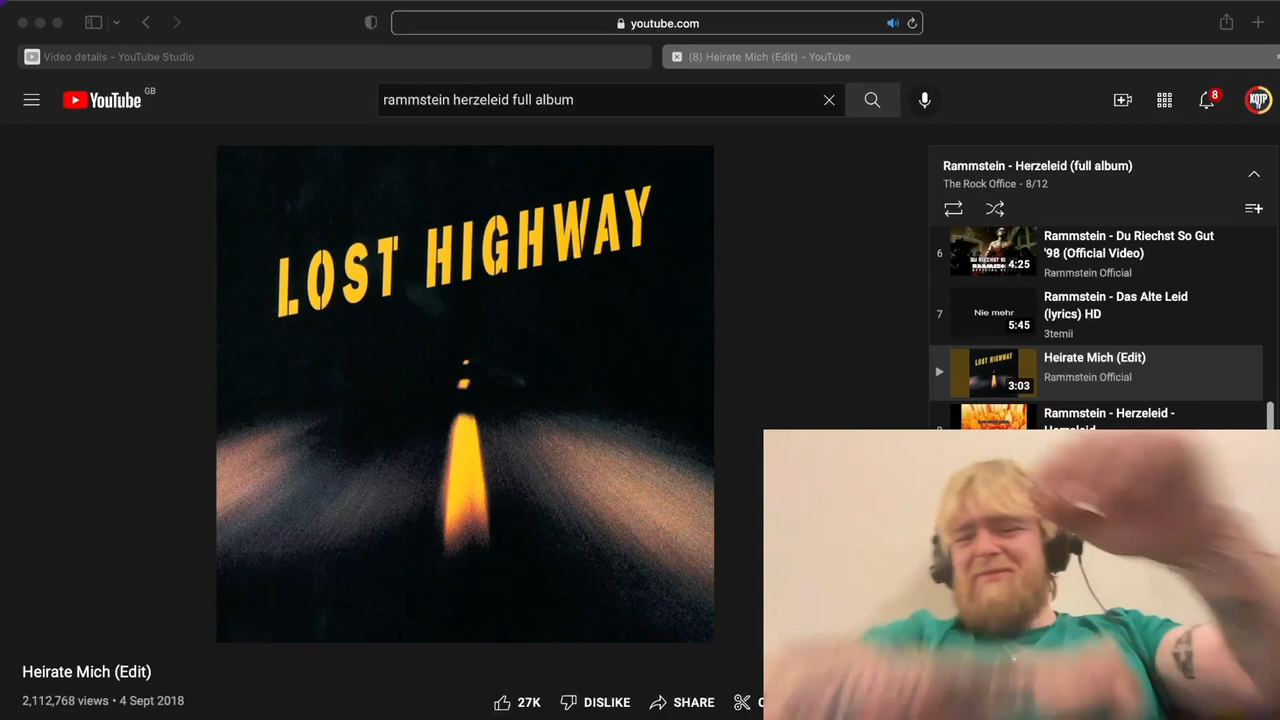 youtube.com
Video details - YouTube Studio
(8) Heirate Mich (Edit) - YouTube
YouTube GB
rammstein herzeleid full album
8
KQTP
LOST HIGHWAY
Rammstein - Herzeleid (full album)
The Rock Office - 8/12
6
4:25
Rammstein - Du Riechst So Gut
'98 (Official Video)
Rammstein Official
7
Nie mehr
5:45
Rammstein - Das Alte Leid
(lyrics) HD
3temii
LOST HIGHWAY
3:03
Heirate Mich (Edit)
Rammstein Official
Rammstein - Herzeleid -
Heirate Mich (Edit)
2,112,768 views • 4 Sept 2018
27K
DISLIKE
SHARE